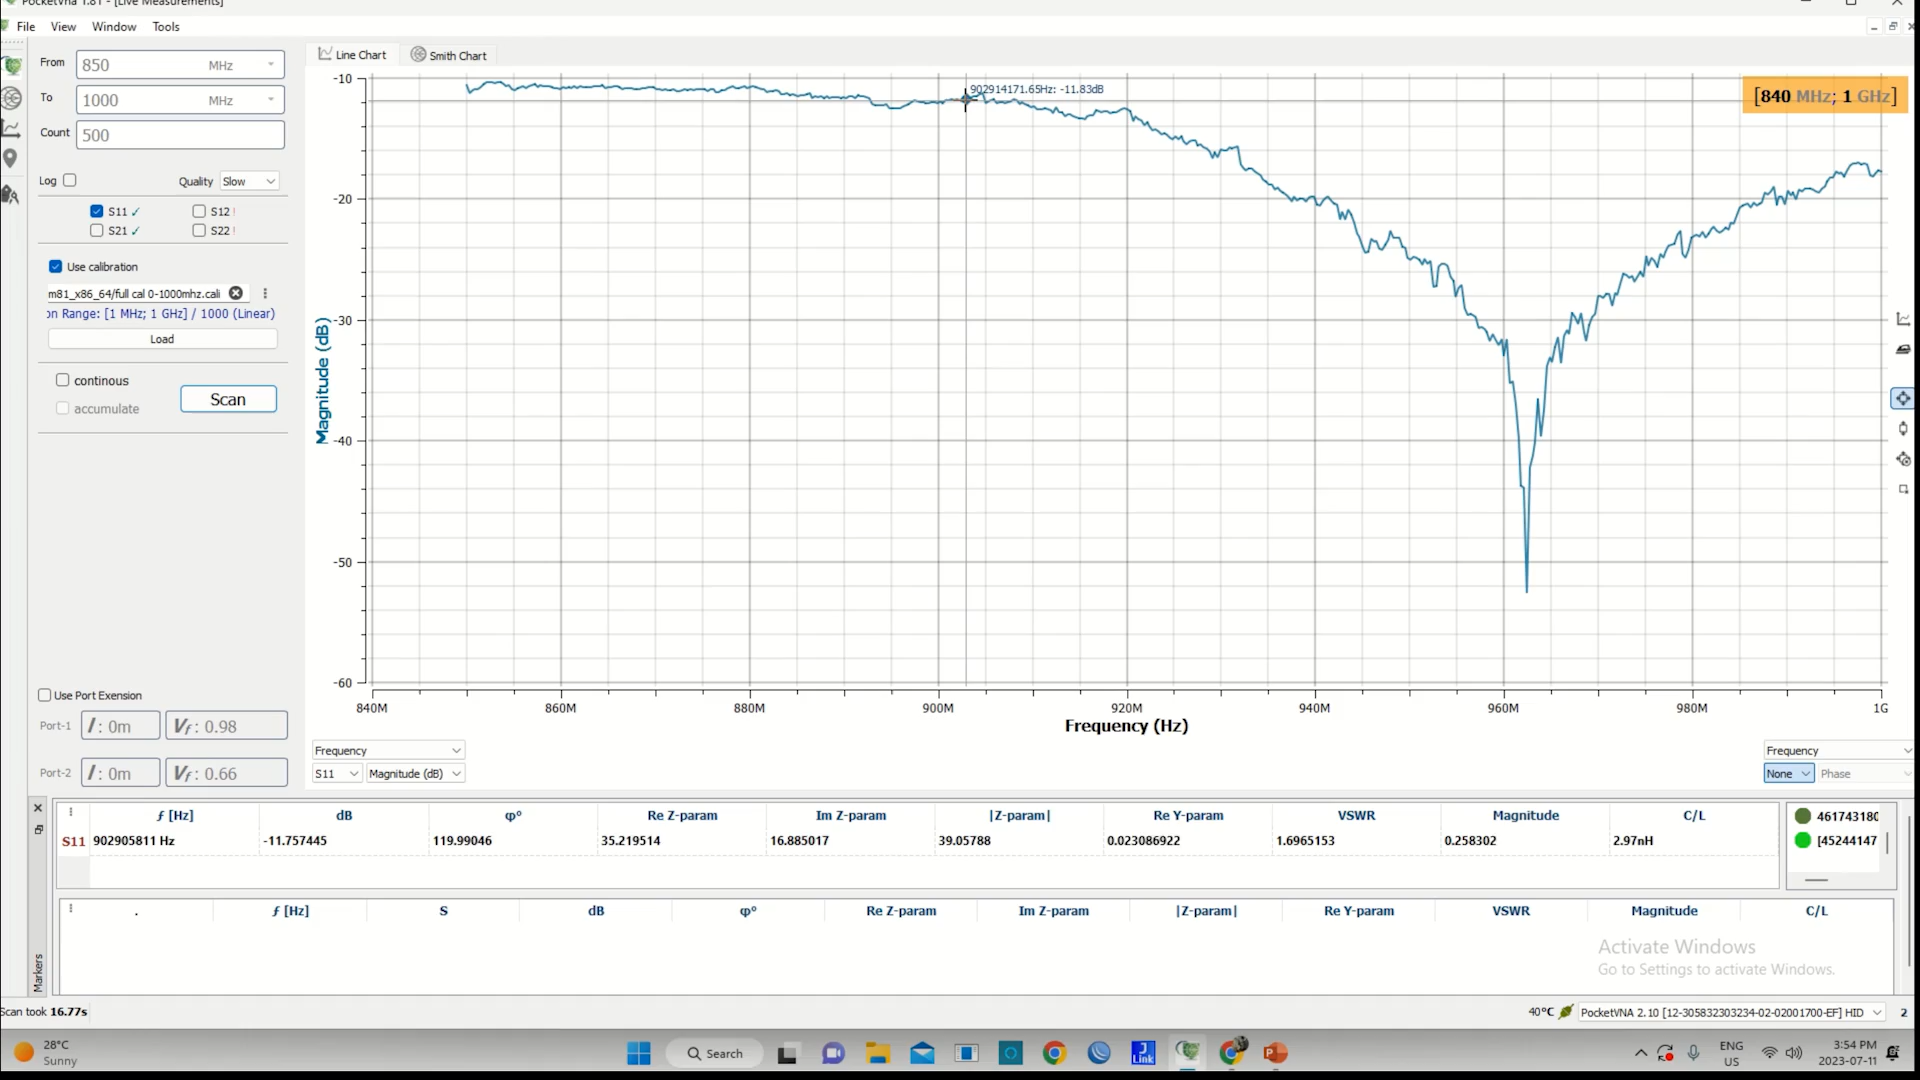 PocketVna 1.81 - [Live Measurements]
File View Window Tools
From 850 MHz
To 1000 MHz
Count 500
Log Quality Slow
S11 ✓ S12 !
S21 ✓ S22 !
Use calibration
m81_x86_64/full cal 0-1000mhz.cali
on Range: [1 MHz; 1 GHz] / 1000 (Linear)
Load
continous
Scan
accumulate
Use Port Exension
Port-1 l : 0m Vf : 0.98
Port-2 l : 0m Vf : 0.66
Line Chart Smith Chart
902914171.65Hz: -11.83dB
[840 MHz; 1 GHz]
Magnitude (dB)
-10
-20
-30
-40
-50
-60
840M 860M 880M 900M 920M 940M 960M 980M 1G
Frequency (Hz)
Frequency Frequency
S11 Magnitude (dB) None Phase
ƒ [Hz] dB φº Re Z-param Im Z-param |Z-param| Re Y-param VSWR Magnitude C/L
S11 902905811 Hz -11.757445 119.99046 35.219514 16.885017 39.05788 0.023086922 1.6965153 0.258302 2.97nH
461743180
[45244147
. ƒ [Hz] S dB φº Re Z-param Im Z-param |Z-param| Re Y-param VSWR Magnitude C/L
Markers
Activate Windows
Go to Settings to activate Windows.
Scan took 16.77s
40°C PocketVNA 2.10 [12-305832303234-02-02001700-EF] HID 2
28°C
Sunny
Search
J
Link
ENG
US
3:54 PM
2023-07-11